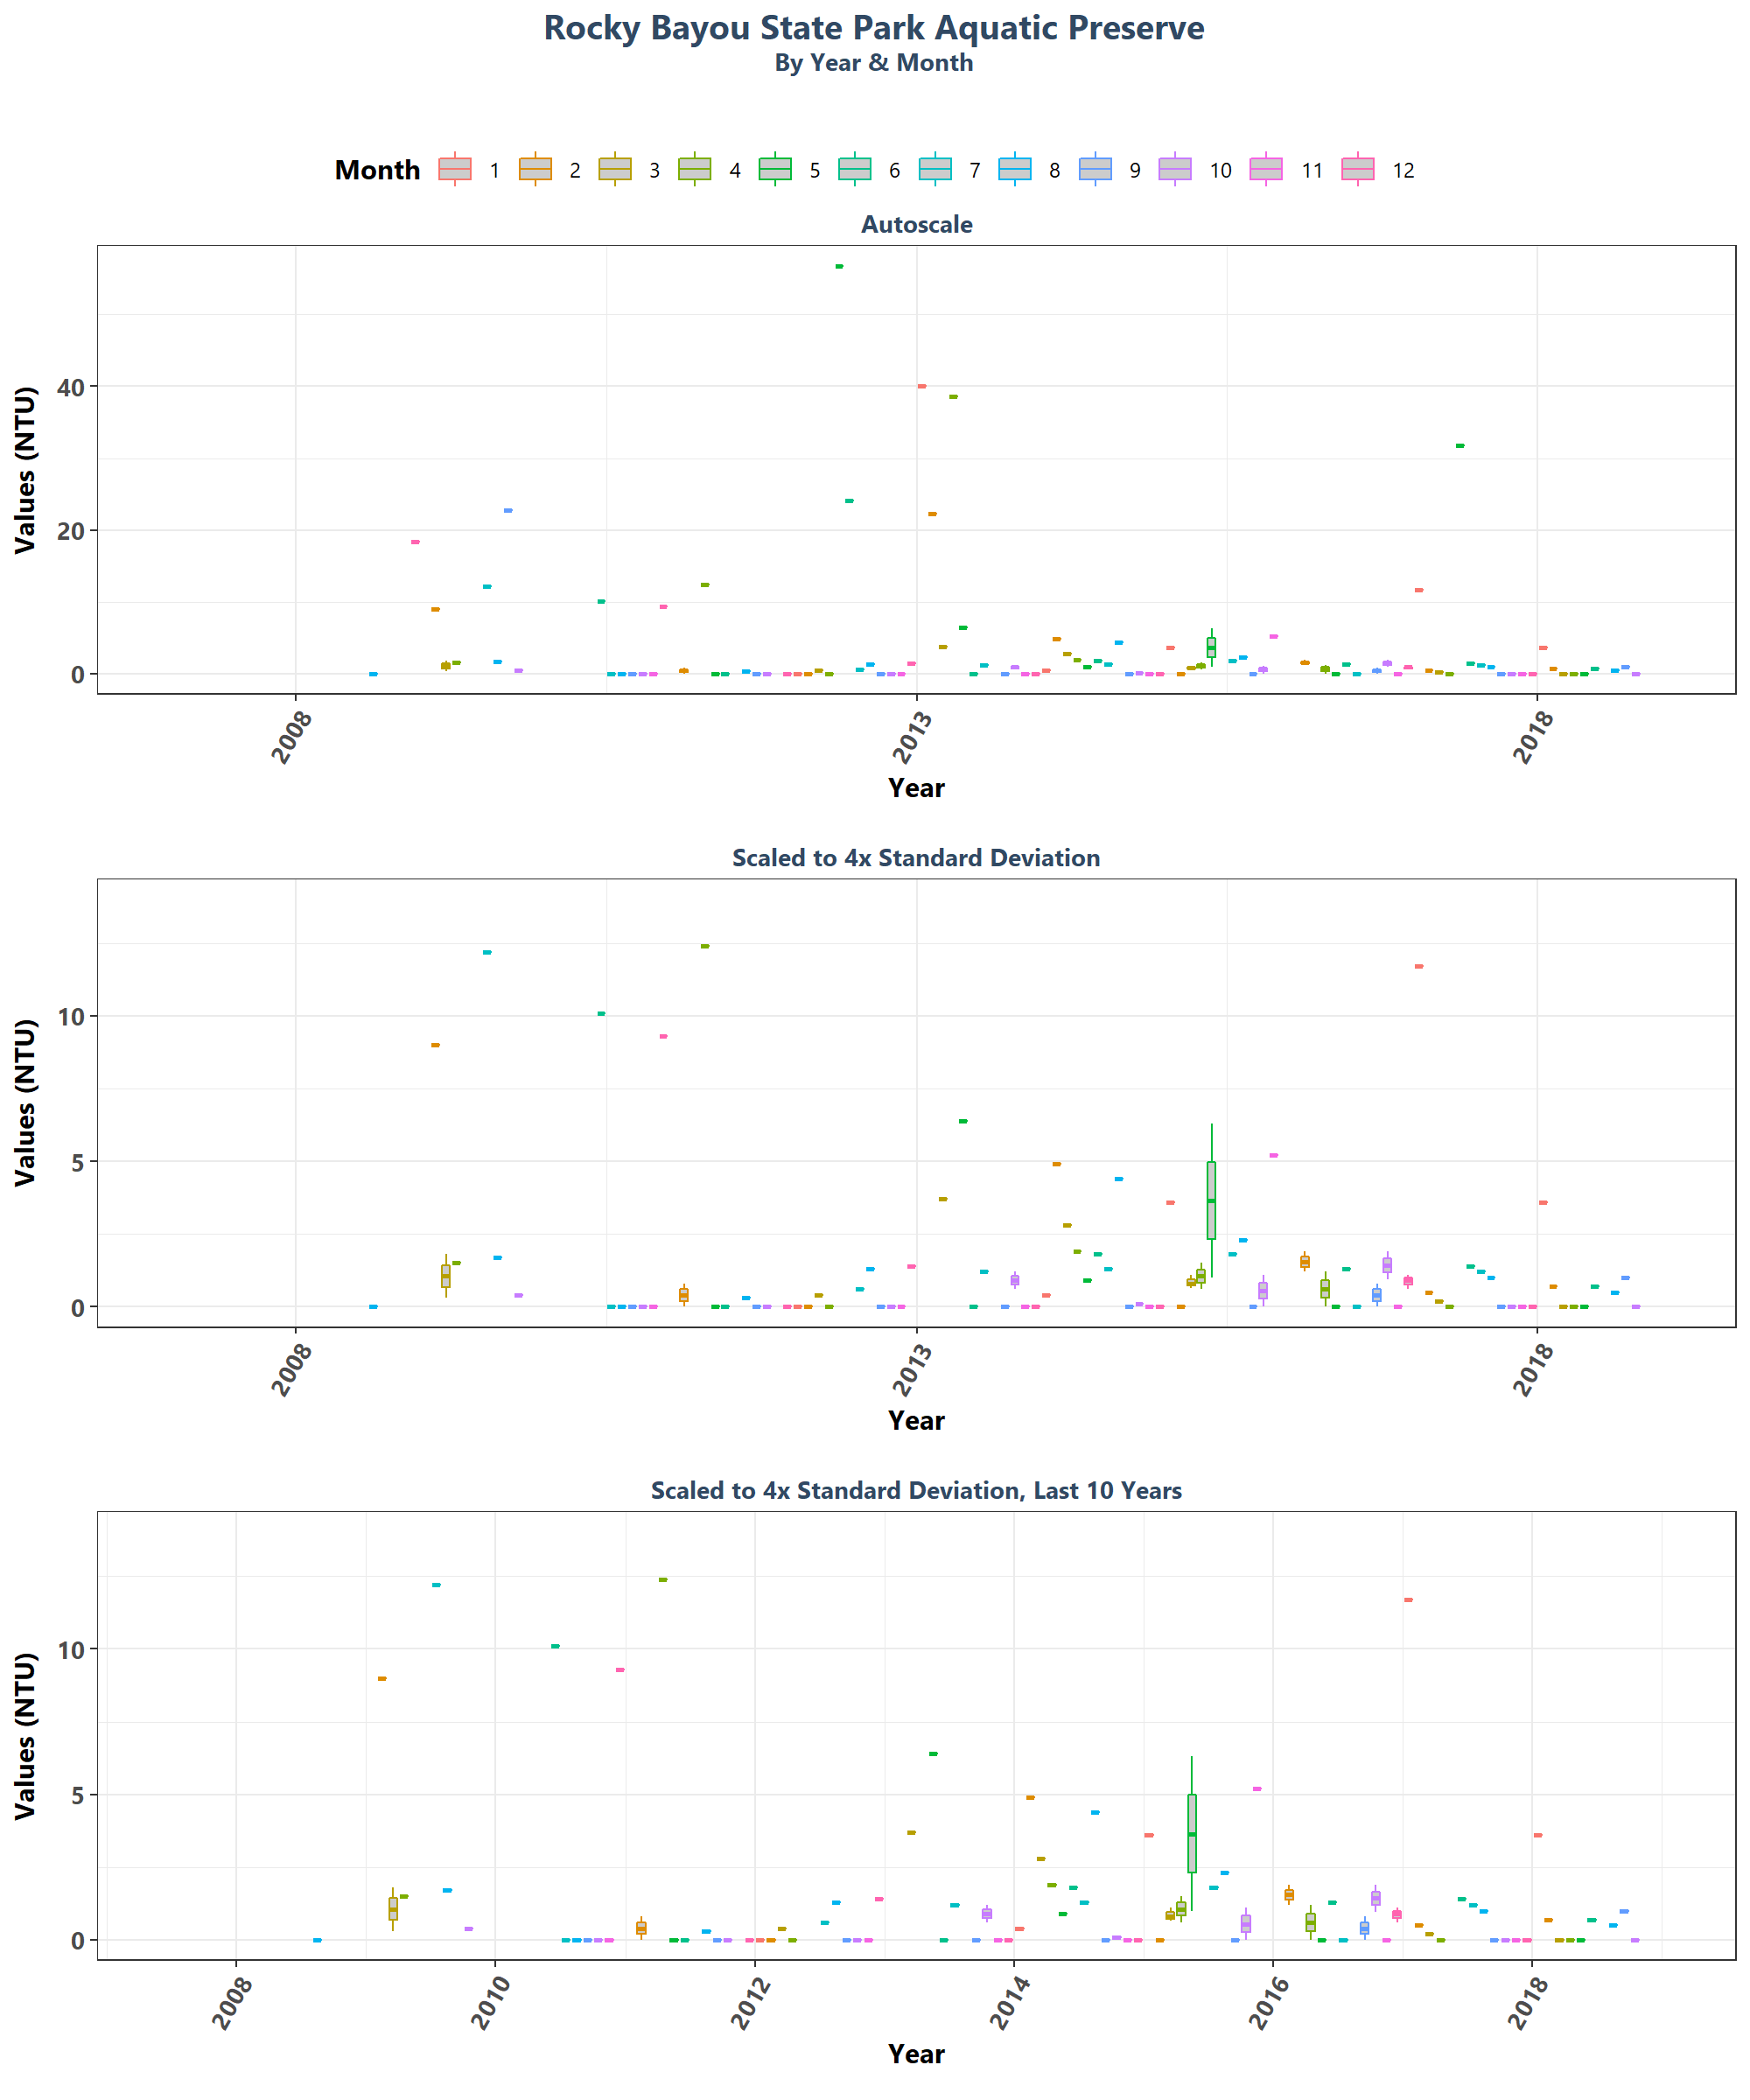 Rocky Bayou State Park Aquatic Preserve
By Year & Month
Month 1 2 3 4 5 6 7 8 9 10 11 12
Autoscale
Values (NTU)
40
20
0
2008 2013 2018
Year
Scaled to 4x Standard Deviation
Values (NTU)
10
5
0
2008 2013 2018
Year
Scaled to 4x Standard Deviation, Last 10 Years
Values (NTU)
10
5
0
2008 2010 2012 2014 2016 2018
Year